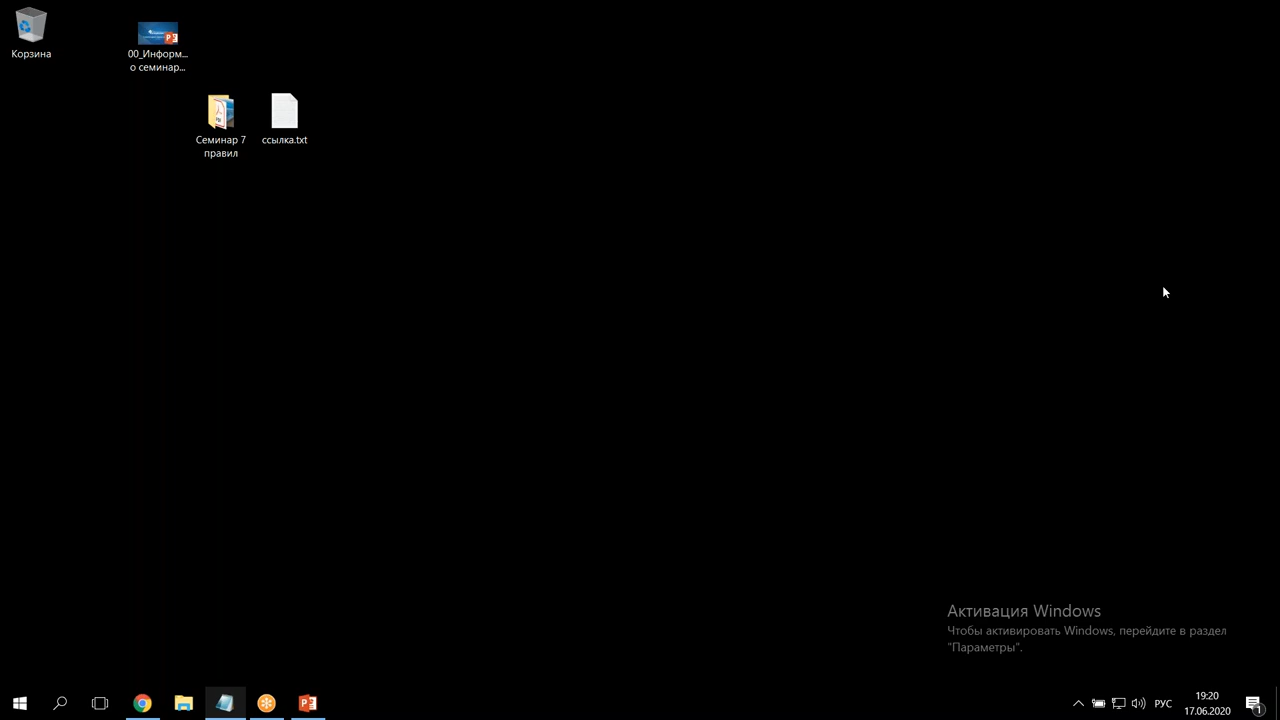 Корзина
00_Информ...
о семинар...
Семинар 7
правил
ссылка.txt
Активация Windows
Чтобы активировать Windows, перейдите в раздел
"Параметры".
РУС
19:20
17.06.2020
1